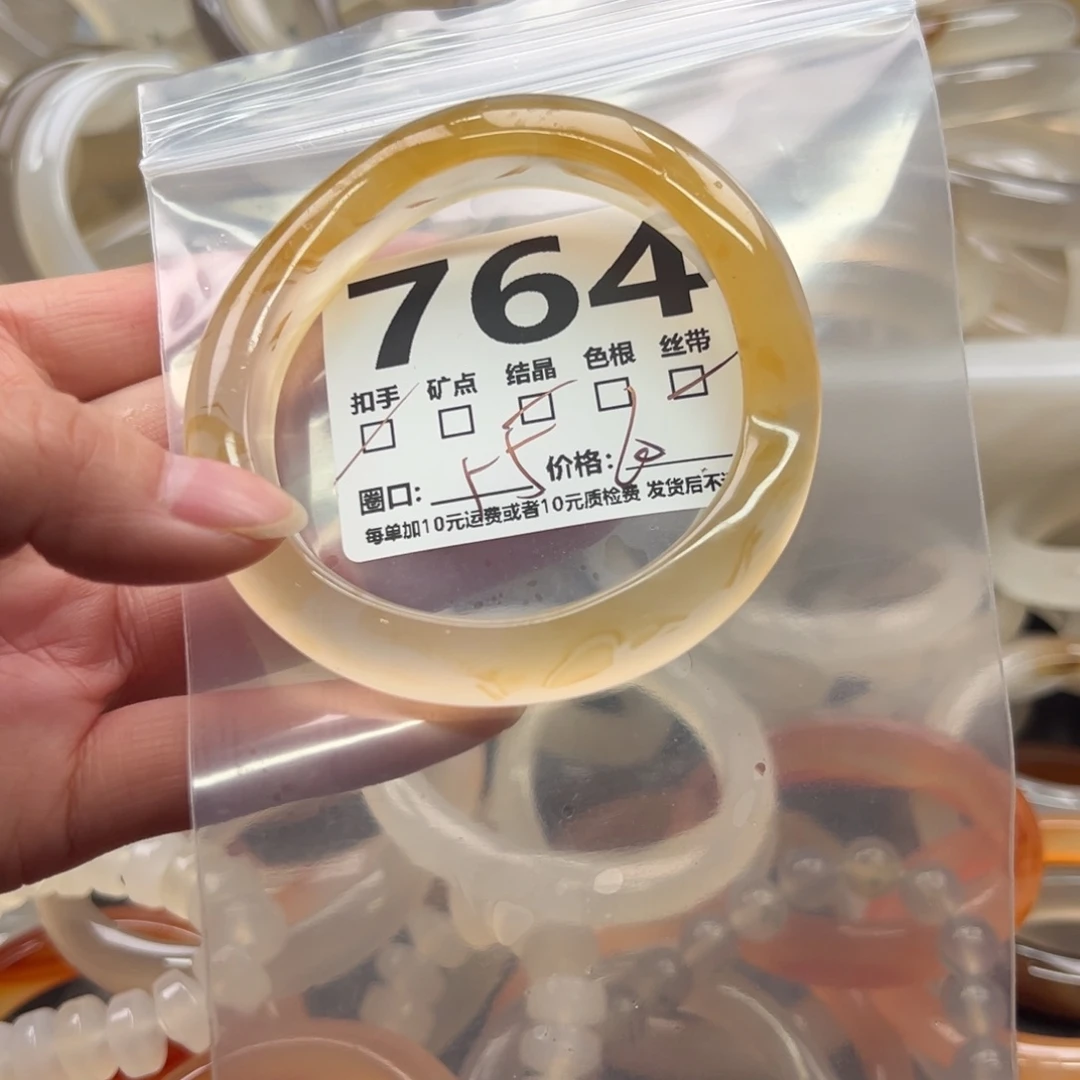 764
扣手 矿点 结晶 色根 丝带
圈口: 价格:
每单加10元运费或者10元质检费 发货后不